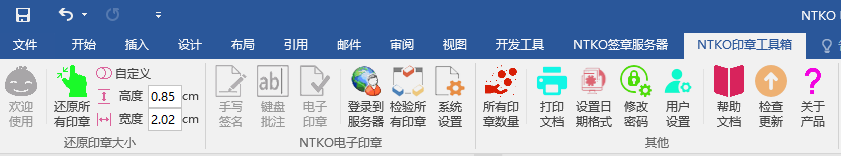 NTKO
文件 开始 插入 设计 布局 引用 邮件 审阅 视图 开发工具 NTKO签章服务器 NTKO印章工具箱
欢迎
使用
还原所
有印章
自定义
高度 0.85 cm
宽度 2.02 cm
还原印章大小
手写
签名
键盘
批注
电子
印章
登录到
服务器
检验所
有印章
系统
设置
NTKO电子印章
所有印
章数量
打印
文档
设置日
期格式
修改
密码
用户
设置
其他
帮助
文档
检查
更新
关于
产品